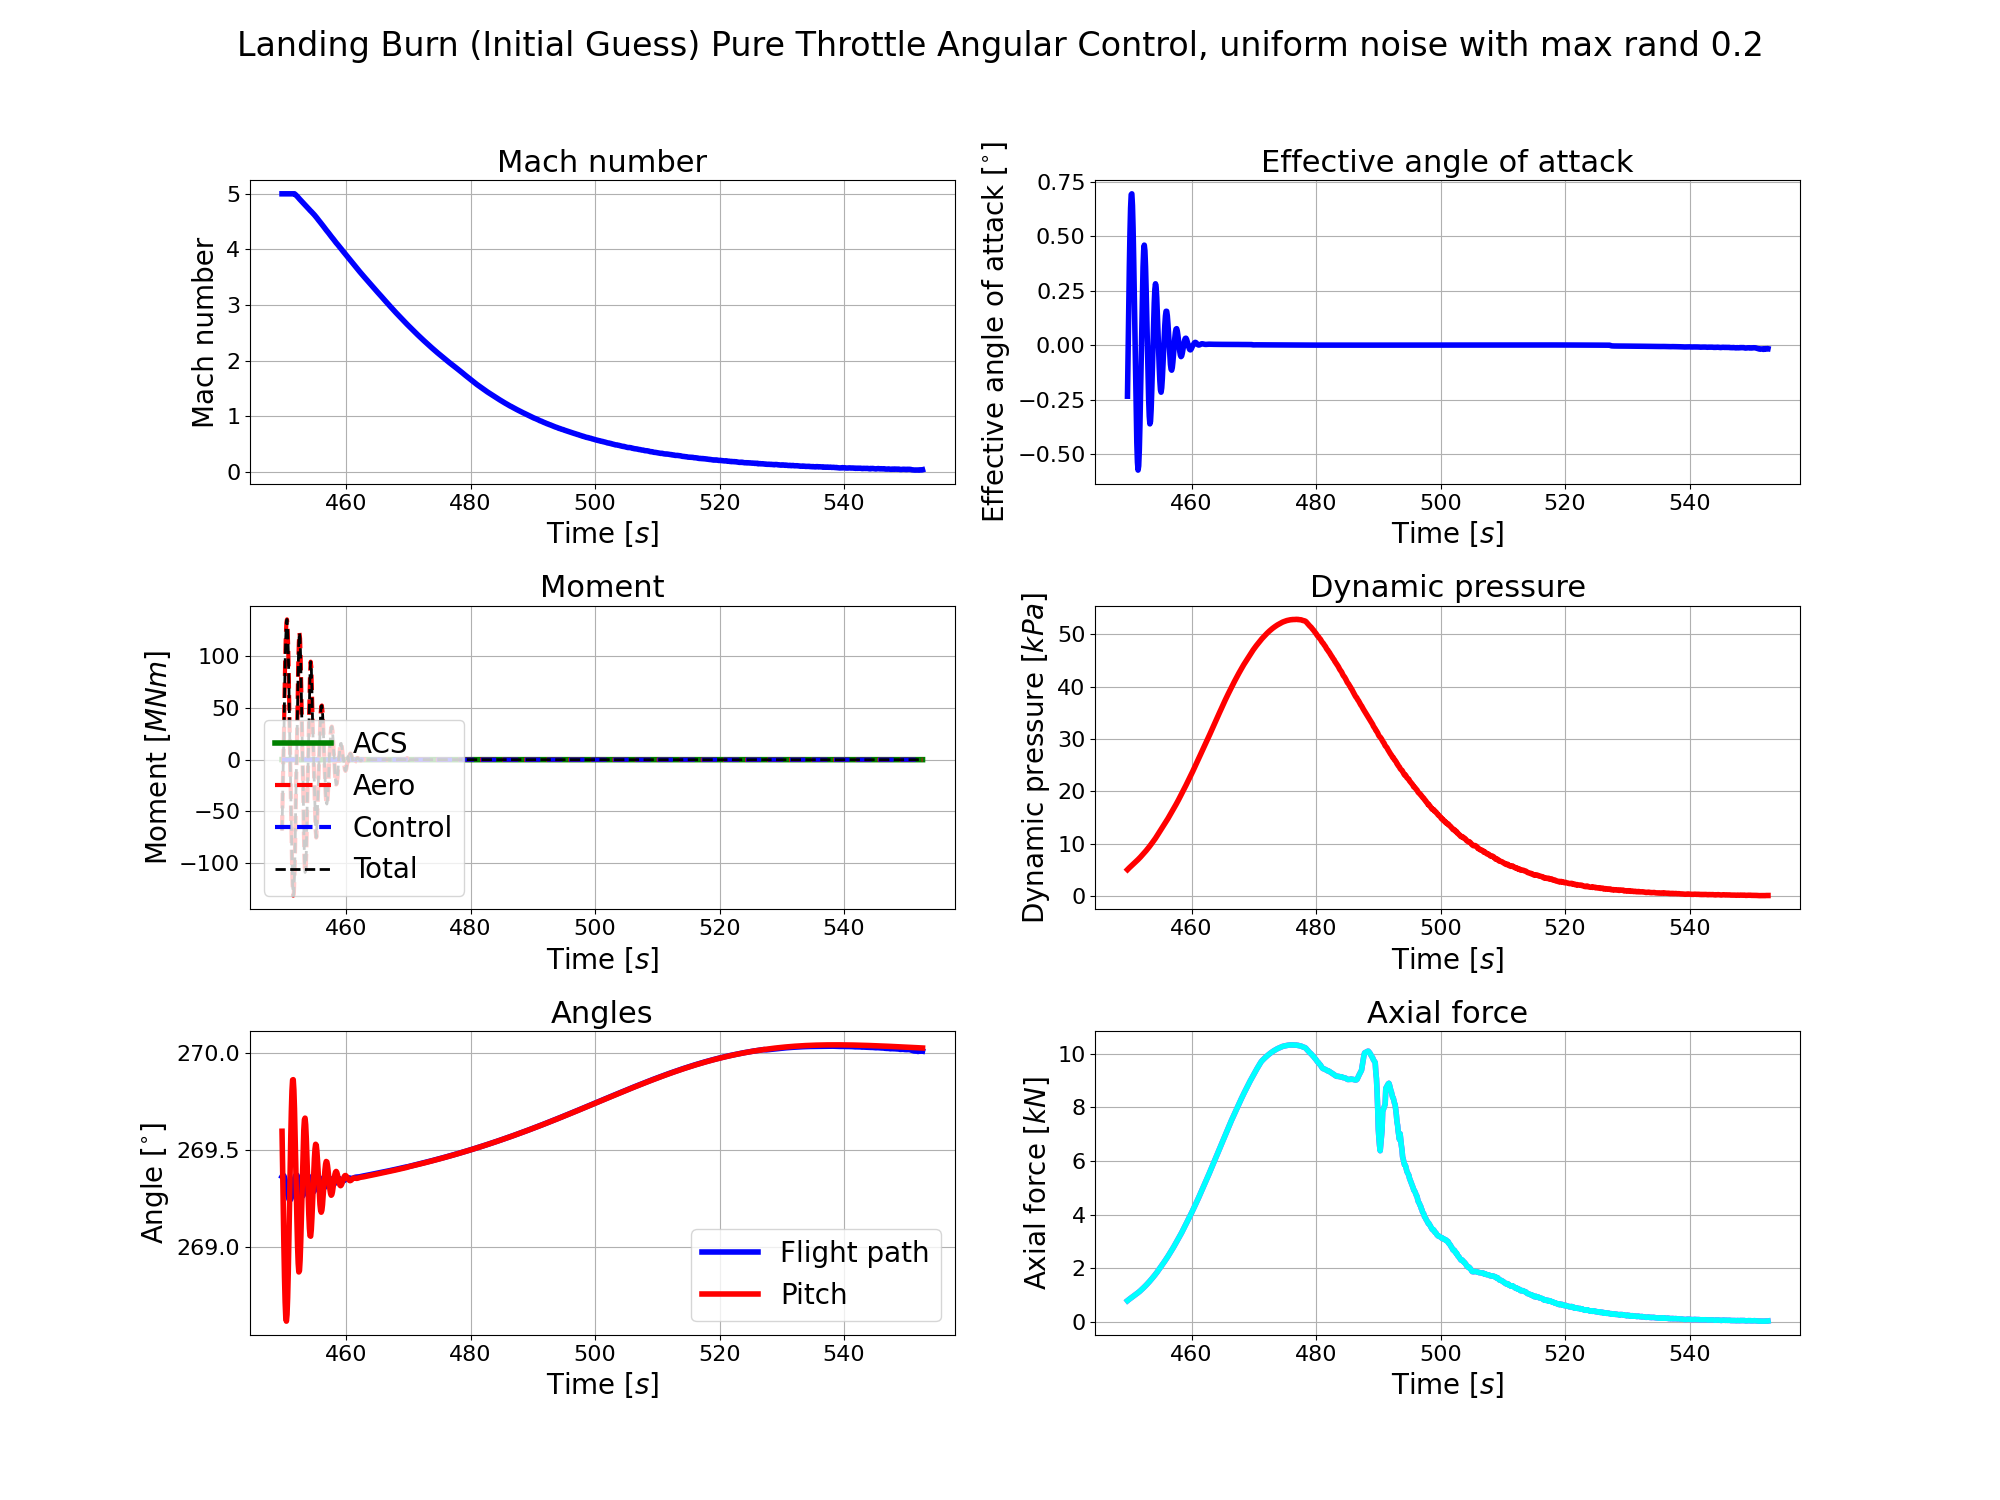 Landing Burn (Initial Guess) Pure Throttle Angular Control, uniform noise with max rand 0.2
Mach number
Mach number
5
4
3
2
1
0
460 480 500 520 540
Time [s]
Effective angle of attack
Effective angle of attack [°]
0.75
0.50
0.25
0.00
−0.25
−0.50
460 480 500 520 540
Time [s]
Moment
Moment [MNm]
100
50
0
−50
−100
ACS
Aero
Control
Total
460 480 500 520 540
Time [s]
Dynamic pressure
Dynamic pressure [kPa]
50
40
30
20
10
0
460 480 500 520 540
Time [s]
Angles
Angle [°]
270.0
269.5
269.0
Flight path
Pitch
460 480 500 520 540
Time [s]
Axial force
Axial force [kN]
10
8
6
4
2
0
460 480 500 520 540
Time [s]